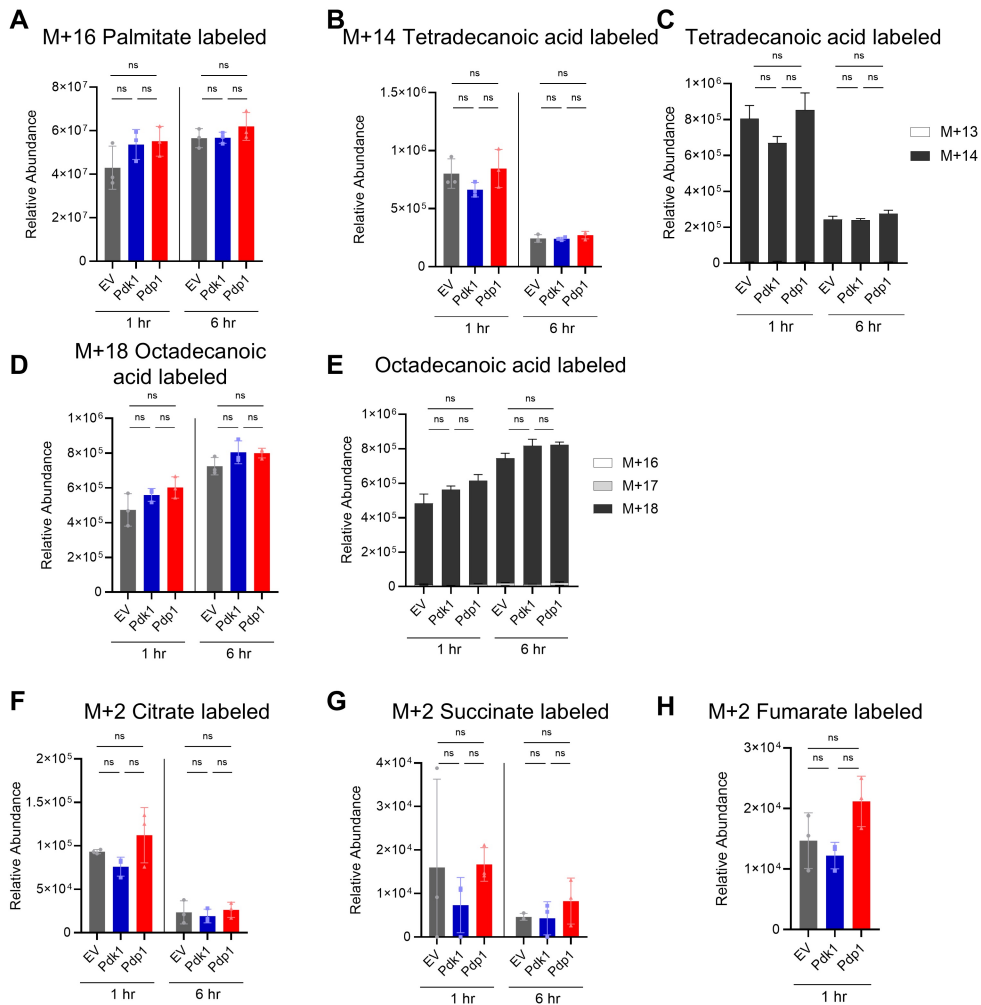 A
M+16 Palmitate labeled
ns
ns
ns ns
ns ns
8×10⁷
6×10⁷
4×10⁷
2×10⁷
0
Relative Abundance
EV
Pdk1
Pdp1
EV
Pdk1
Pdp1
1 hr
6 hr
B
M+14 Tetradecanoic acid labeled
ns
ns
ns ns
ns ns
1.5×10⁶
1×10⁶
5×10⁵
0
Relative Abundance
EV
Pdk1
Pdp1
EV
Pdk1
Pdp1
1 hr
6 hr
C
Tetradecanoic acid labeled
ns
ns
ns ns
ns ns
1×10⁶
8×10⁵
6×10⁵
4×10⁵
2×10⁵
0
Relative Abundance
EV
Pdk1
Pdp1
EV
Pdk1
Pdp1
1 hr
6 hr
M+13
M+14
D
M+18 Octadecanoic
acid labeled
ns
ns
ns ns
ns ns
1×10⁶
8×10⁵
6×10⁵
4×10⁵
2×10⁵
0
Relative Abundance
EV
Pdk1
Pdp1
EV
Pdk1
Pdp1
1 hr
6 hr
E
Octadecanoic acid labeled
ns
ns
ns ns
ns ns
1×10⁶
8×10⁵
6×10⁵
4×10⁵
2×10⁵
0
Relative Abundance
EV
Pdk1
Pdp1
EV
Pdk1
Pdp1
1 hr
6 hr
M+16
M+17
M+18
F
M+2 Citrate labeled
ns
ns
ns ns
ns ns
2×10⁵
1.5×10⁵
1×10⁵
5×10⁴
0
Relative Abundance
EV
Pdk1
Pdp1
EV
Pdk1
Pdp1
1 hr
6 hr
G
M+2 Succinate labeled
ns
ns
ns ns
ns ns
4×10⁴
3×10⁴
2×10⁴
1×10⁴
0
Relative Abundance
EV
Pdk1
Pdp1
EV
Pdk1
Pdp1
1 hr
6 hr
H
M+2 Fumarate labeled
ns
ns ns
3×10⁴
2×10⁴
1×10⁴
0
Relative Abundance
EV
Pdk1
Pdp1
1 hr